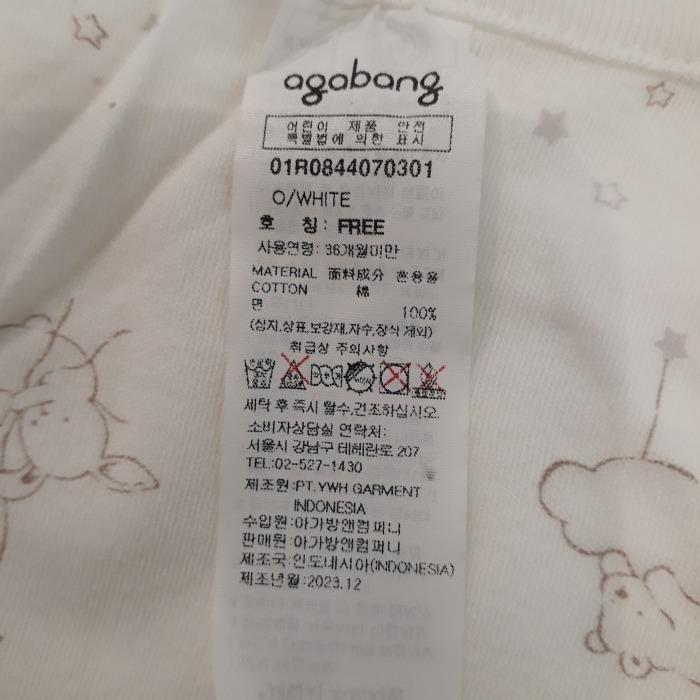 agabang
어린이 제품 안전
특별법에 의한 표시
01R0844070301
O/WHITE
호 칭: FREE
사용연령: 36개월미만
MATERIAL 面料成分 혼용율
COTTON 棉
면 100%
(심지,상표,보강재,자수,장식 제외)
취급상 주의사항
세탁 후 즉시 탈수,건조하십시오.
소비자상담실 연락처:
서울시 강남구 테헤란로 207
TEL:02-527-1430
제조원:PT.YWH GARMENT
INDONESIA
수입원:아가방앤컴퍼니
판매원:아가방앤컴퍼니
제조국:인도네시아(INDONESIA)
제조년월:2023.12